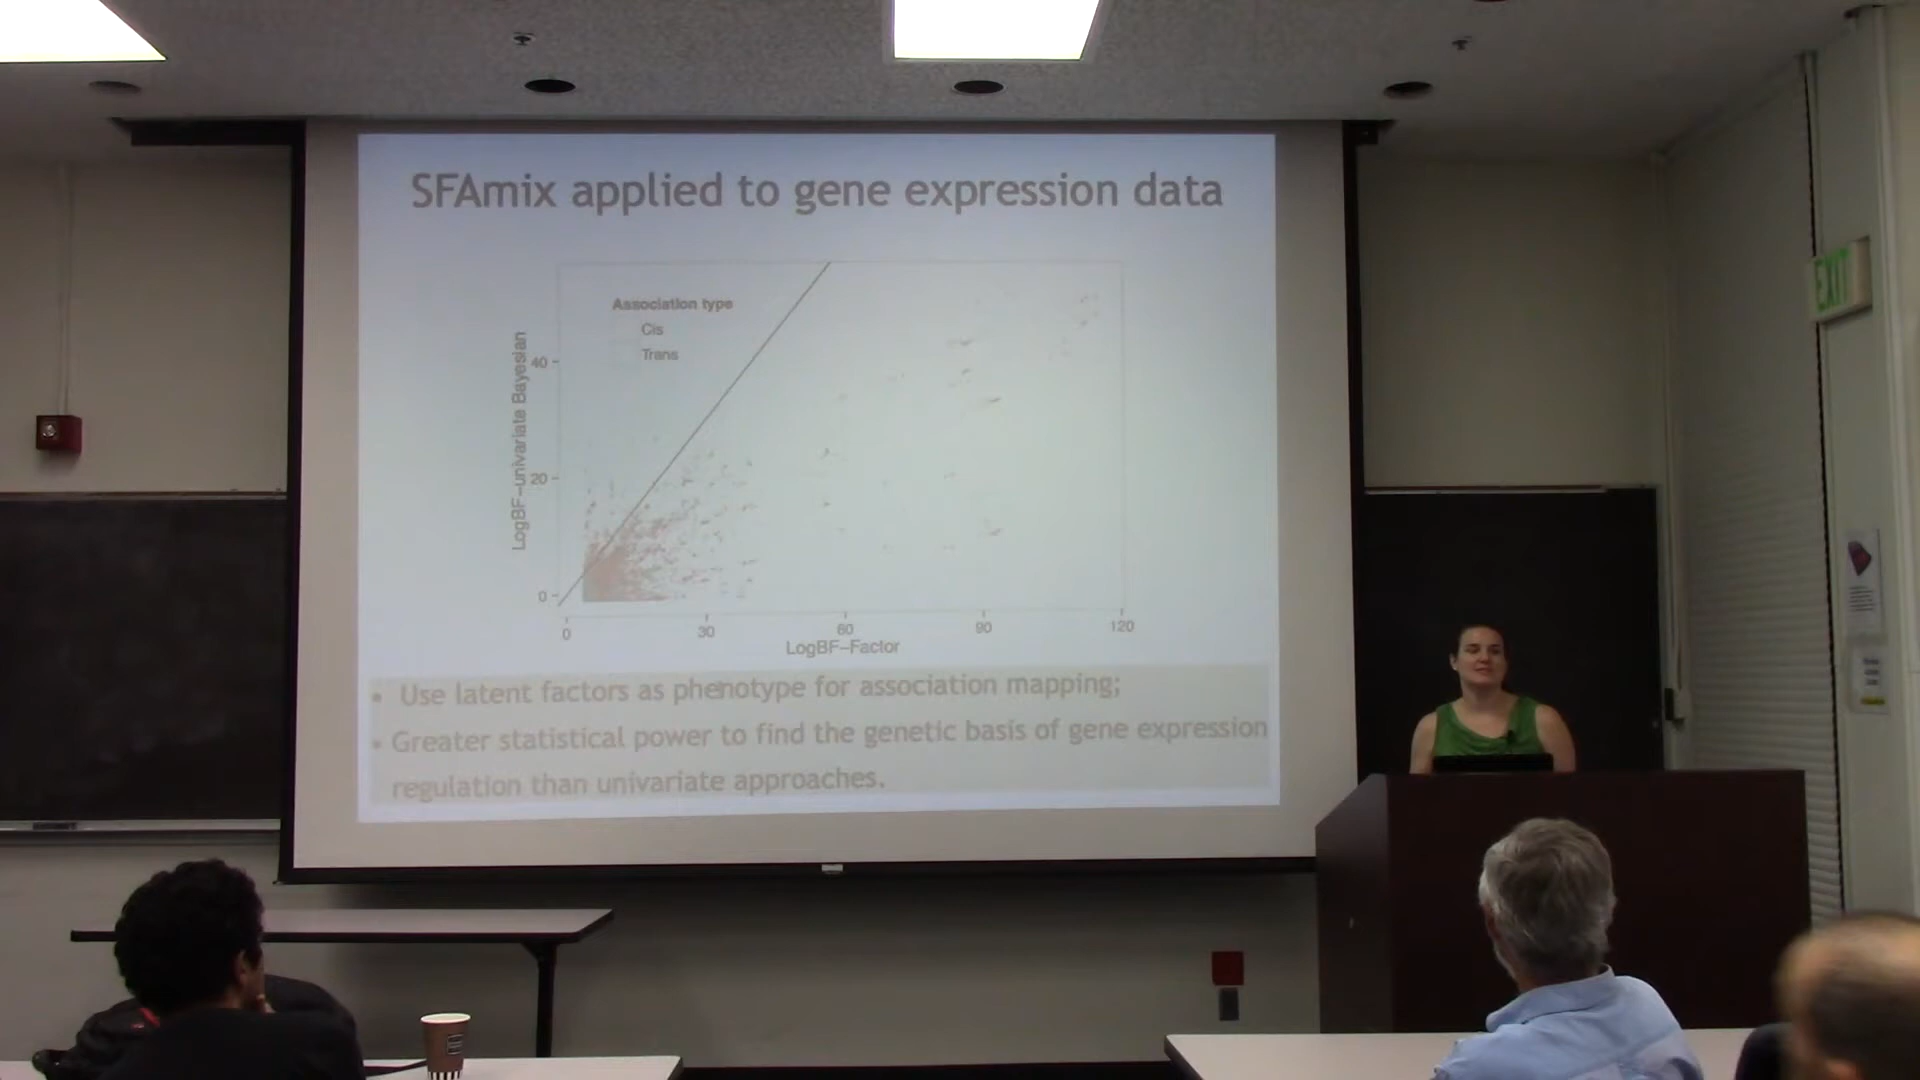 SFAmix applied to gene expression data
Association type
Cis
Trans
LogBF-univariate Bayesian
40
20
0
0
30
60
90
120
LogBF-Factor
• Use latent factors as phenotype for association mapping;
• Greater statistical power to find the genetic basis of gene expression
regulation than univariate approaches.
EXIT